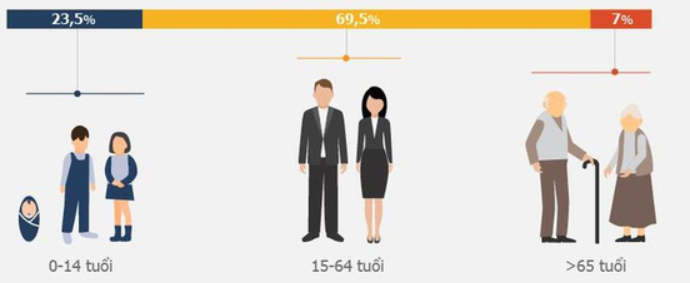 23,5% 69,5% 7%
0-14 tuổi 15-64 tuổi >65 tuổi